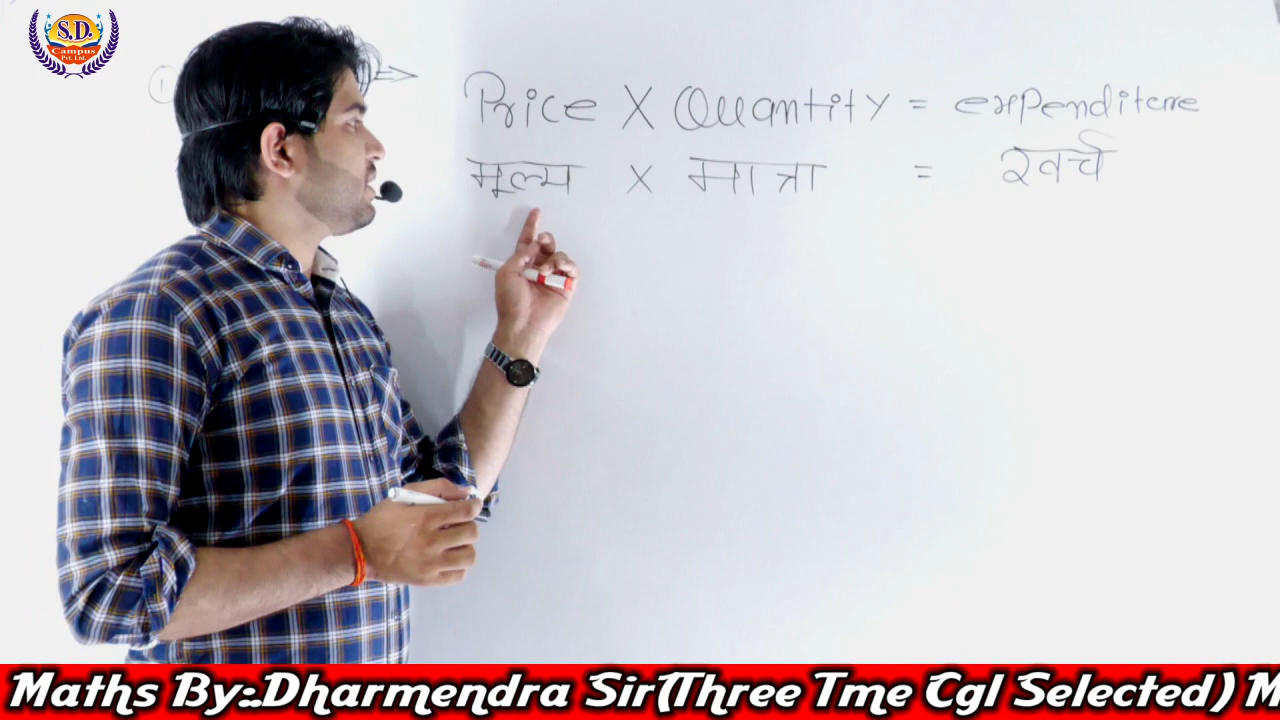 S.D.
Campus
Pvt. Ltd.
Price X Quantity = expenditure
मूल्य X मात्रा = खर्च
Maths By:.Dharmendra Sir(Three Tme Cgl Selected) M